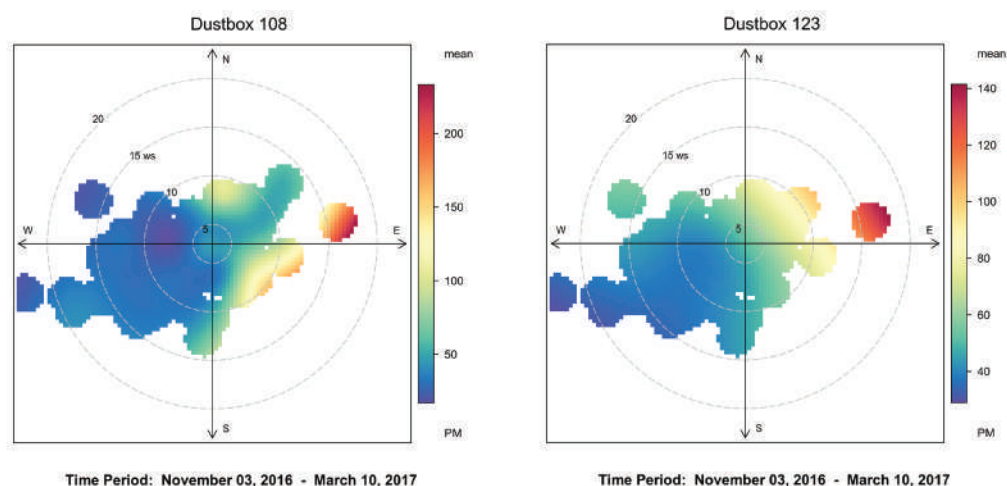 Dustbox 108
mean
N
20
15 ws
10
5
W
E
S
200
150
100
50
PM
Time Period: November 03, 2016 - March 10, 2017
Dustbox 123
mean
N
20
15 ws
10
5
W
E
S
140
120
100
80
60
40
PM
Time Period: November 03, 2016 - March 10, 2017